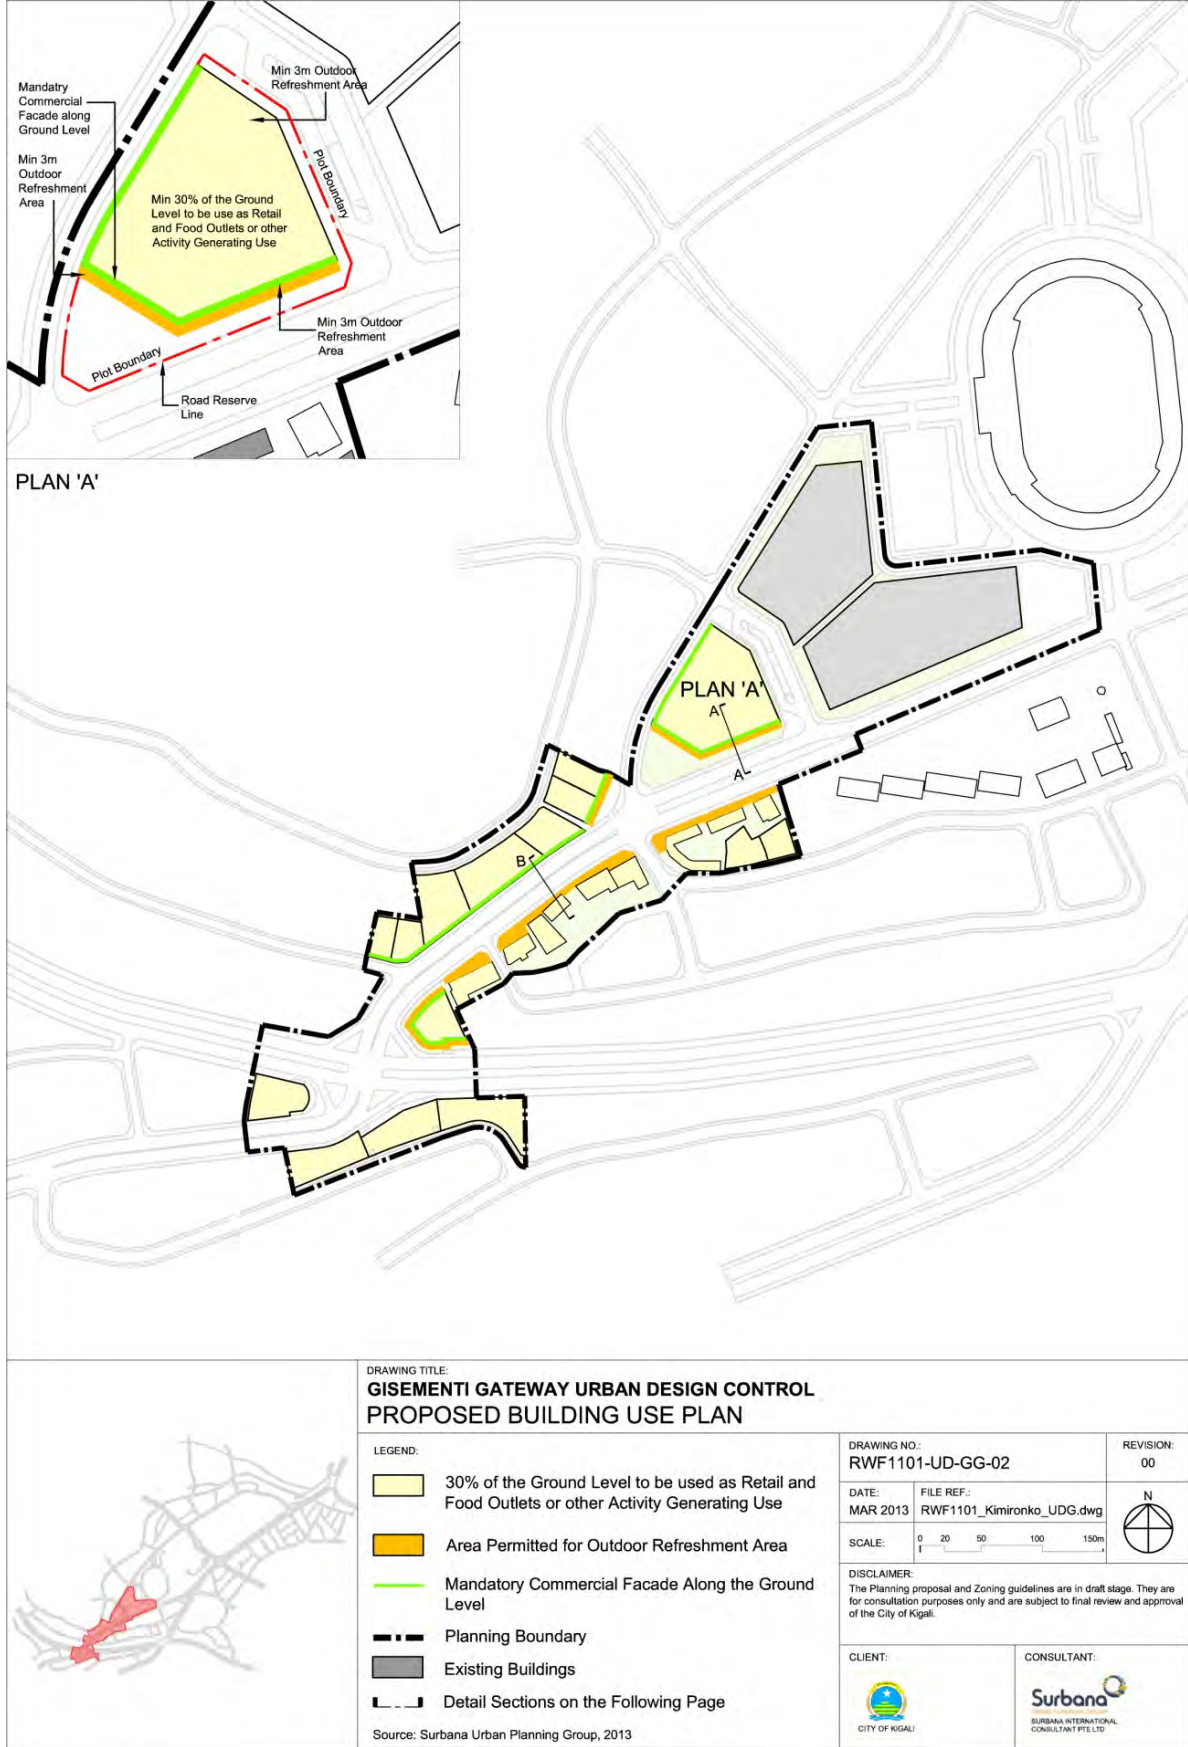 Mandatry
Commercial
Facade along
Ground Level
Min 3m
Outdoor
Refreshment
Area
Min 3m Outdoor
Refreshment Area
Plot Boundary
Min 30% of the Ground
Level to be use as Retail
and Food Outlets or other
Activity Generating Use
Min 3m Outdoor
Refreshment
Area
Plot Boundary
Road Reserve
Line
PLAN 'A'
PLAN 'A'
A
A
B
DRAWING TITLE:
GISEMENTI GATEWAY URBAN DESIGN CONTROL
PROPOSED BUILDING USE PLAN
LEGEND:
30% of the Ground Level to be used as Retail and
Food Outlets or other Activity Generating Use
Area Permitted for Outdoor Refreshment Area
Mandatory Commercial Facade Along the Ground
Level
Planning Boundary
Existing Buildings
Detail Sections on the Following Page
Source: Surbana Urban Planning Group, 2013
DRAWING NO.:
RWF1101-UD-GG-02
REVISION:
00
DATE:
MAR 2013
FILE REF.:
RWF1101_Kimironko_UDG.dwg
N
SCALE:
0 20 50 100 150m
DISCLAIMER:
The Planning proposal and Zoning guidelines are in draft stage. They are
for consultation purposes only and are subject to final review and approval
of the City of Kigali.
CLIENT:
CITY OF KIGALI
CONSULTANT:
Surbana
SURBANA INTERNATIONAL
CONSULTANT PTE LTD